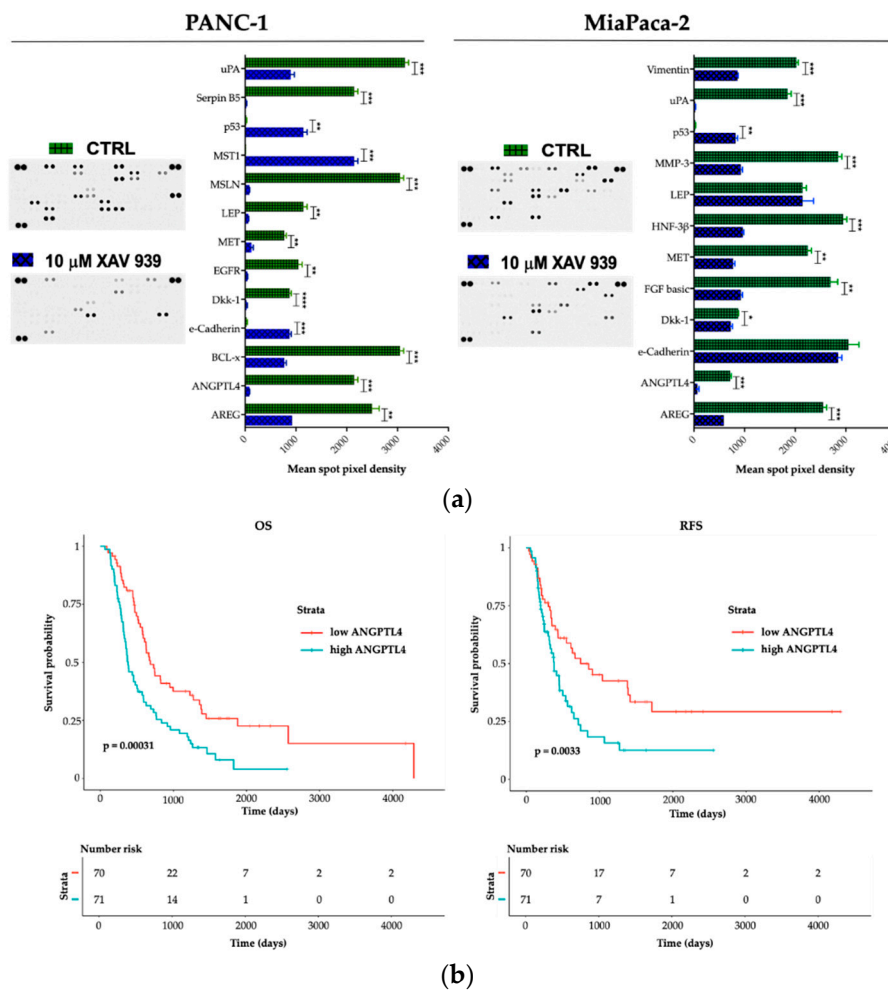 PANC-1
MiaPaca-2
CTRL
10 μM XAV 939
uPA
Serpin B5
p53
MST1
MSLN
LEP
MET
EGFR
Dkk-1
e-Cadherin
BCL-x
ANGPTL4
AREG
***
***
**
***
***
**
**
**
****
***
***
***
**
0
1000
2000
3000
4000
Mean spot pixel density
CTRL
10 μM XAV 939
Vimentin
uPA
p53
MMP-3
LEP
HNF-3β
MET
FGF basic
Dkk-1
e-Cadherin
ANGPTL4
AREG
***
***
**
***
***
**
**
*
***
***
0
1000
2000
3000
Mean spot pixel density
(a)
OS
Survival probability
1
0.75
0.5
0.25
0
Strata
low ANGPTL4
high ANGPTL4
p = 0.00031
0 1000 2000 3000 4000
Time (days)
Number risk
Strata
70 22 7 2 2
71 14 1 0 0
0 1000 2000 3000 4000
Time (days)
RFS
Survival probability
1
0.75
0.5
0.25
0
Strata
low ANGPTL4
high ANGPTL4
p = 0.0033
0 1000 2000 3000 4000
Time (days)
Number risk
Strata
70 17 7 2 2
71 7 1 0 0
0 1000 2000 3000 4000
Time (days)
(b)